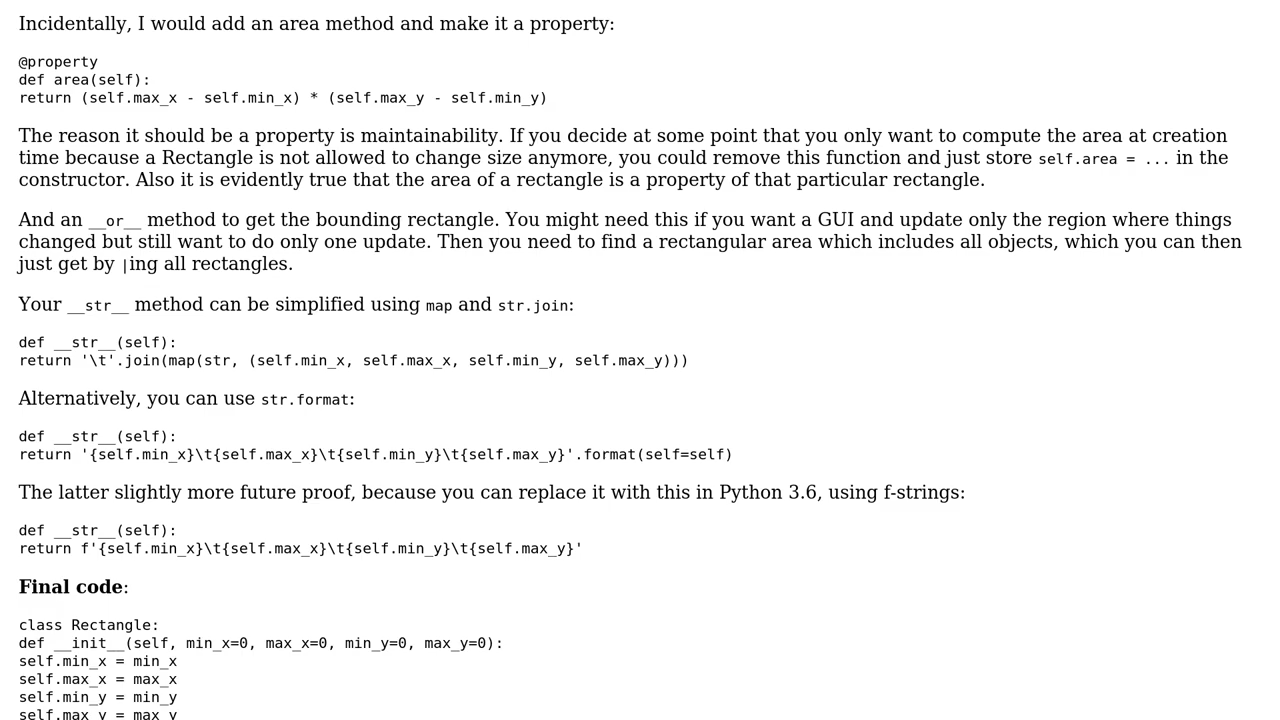 Incidentally, I would add an area method and make it a property:
@property
def area(self):
return (self.max_x - self.min_x) * (self.max_y - self.min_y)
The reason it should be a property is maintainability. If you decide at some point that you only want to compute the area at creation
time because a Rectangle is not allowed to change size anymore, you could remove this function and just store self.area = ... in the
constructor. Also it is evidently true that the area of a rectangle is a property of that particular rectangle.
And an __or__ method to get the bounding rectangle. You might need this if you want a GUI and update only the region where things
changed but still want to do only one update. Then you need to find a rectangular area which includes all objects, which you can then
just get by |ing all rectangles.
Your __str__ method can be simplified using map and str.join:
def __str__(self):
return '\t'.join(map(str, (self.min_x, self.max_x, self.min_y, self.max_y)))
Alternatively, you can use str.format:
def __str__(self):
return '{self.min_x}\t{self.max_x}\t{self.min_y}\t{self.max_y}'.format(self=self)
The latter slightly more future proof, because you can replace it with this in Python 3.6, using f-strings:
def __str__(self):
return f'{self.min_x}\t{self.max_x}\t{self.min_y}\t{self.max_y}'
Final code:
class Rectangle:
def __init__(self, min_x=0, max_x=0, min_y=0, max_y=0):
self.min_x = min_x
self.max_x = max_x
self.min_y = min_y
self.max_y = max_y